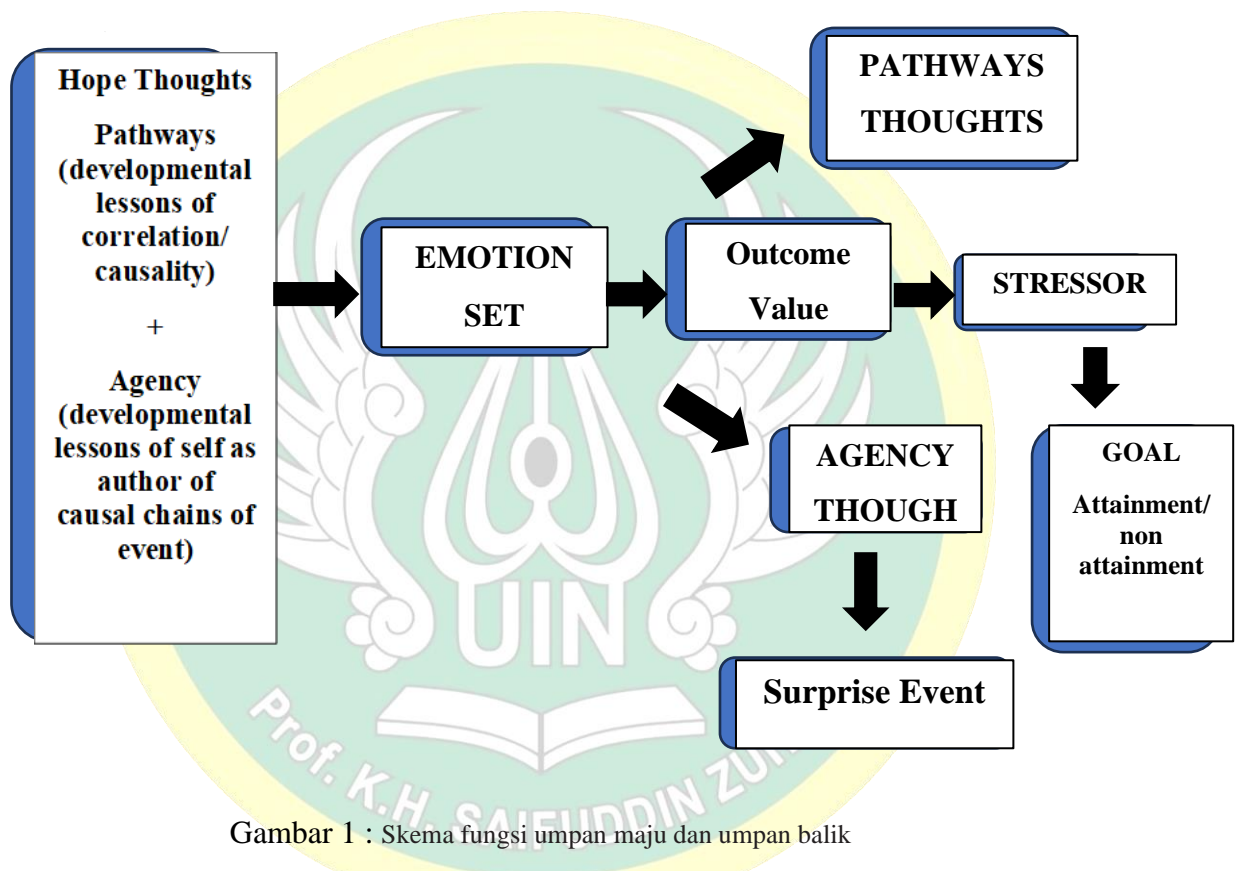 Hope Thoughts
Pathways
(developmental
lessons of
correlation/
causality)
+
Agency
(developmental
lessons of self as
author of
causal chains of
event)
EMOTION
SET
Outcome
Value
PATHWAYS
THOUGHTS
STRESSOR
AGENCY
THOUGH
GOAL
Attainment/
non
attainment
Surprise Event
UIN
Prof. K.H. SAIFUDDIN
Gambar 1 : Skema fungsi umpan maju dan umpan balik